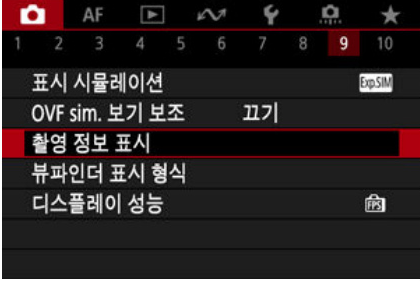 AF
1 2 3 4 5 6 7 8 9 10
표시 시뮬레이션 Exp.SIM
OVF sim. 보기 보조 끄기
촬영 정보 표시
뷰파인더 표시 형식
디스플레이 성능 FPS